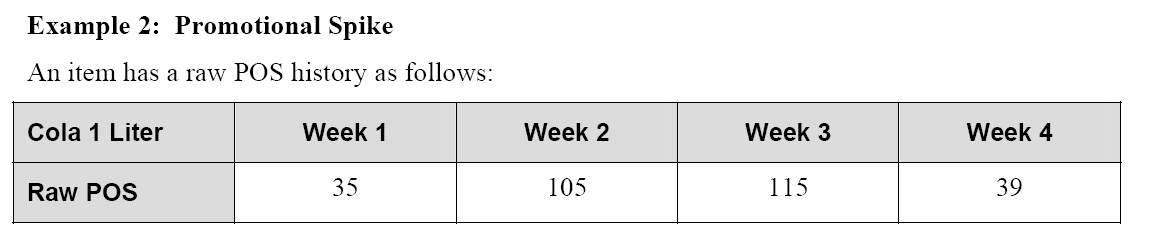 Example 2: Promotional Spike
An item has a raw POS history as follows:
Cola 1 Liter Week 1 Week 2 Week 3 Week 4
Raw POS 35 105 115 39